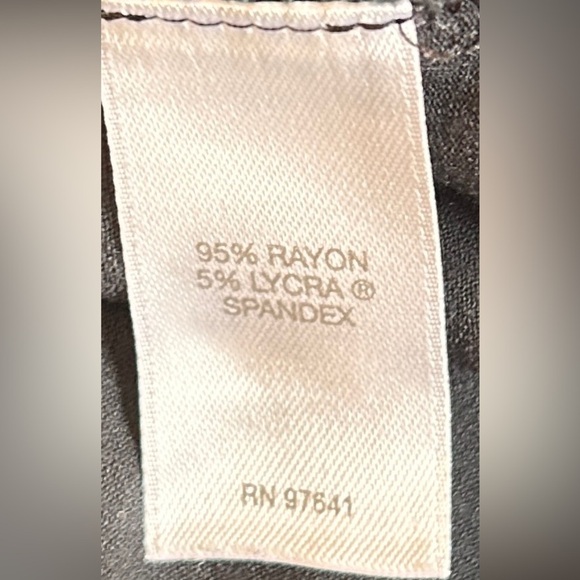 95% RAYON
5% LYCRA ®
SPANDEX
RN 97641